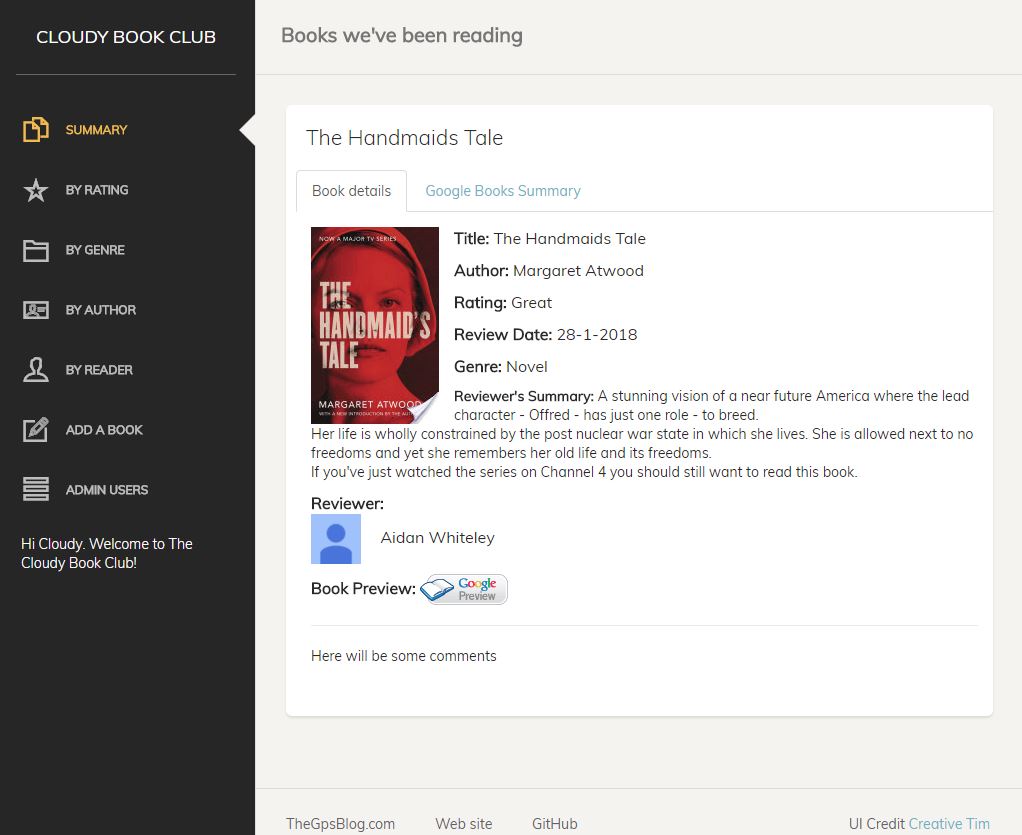 CLOUDY BOOK CLUB
SUMMARY
BY RATING
BY GENRE
BY AUTHOR
BY READER
ADD A BOOK
ADMIN USERS
Hi Cloudy. Welcome to The
Cloudy Book Club!
Books we've been reading
The Handmaids Tale
Book details
Google Books Summary
NOW A MAJOR TV SERIES
THE
HANDMAID'S
TALE
MARGARET ATWOOD
WITH A NEW INTRODUCTION BY THE
Title: The Handmaids Tale
Author: Margaret Atwood
Rating: Great
Review Date: 28-1-2018
Genre: Novel
Reviewer's Summary: A stunning vision of a near future America where the lead
character - Offred - has just one role - to breed.
Her life is wholly constrained by the post nuclear war state in which she lives. She is allowed next to no
freedoms and yet she remembers her old life and its freedoms.
If you've just watched the series on Channel 4 you should still want to read this book.
Reviewer:
Aidan Whiteley
Book Preview:
Google
Preview
Here will be some comments
TheGpsBlog.com
Web site
GitHub
UI Credit Creative Tim